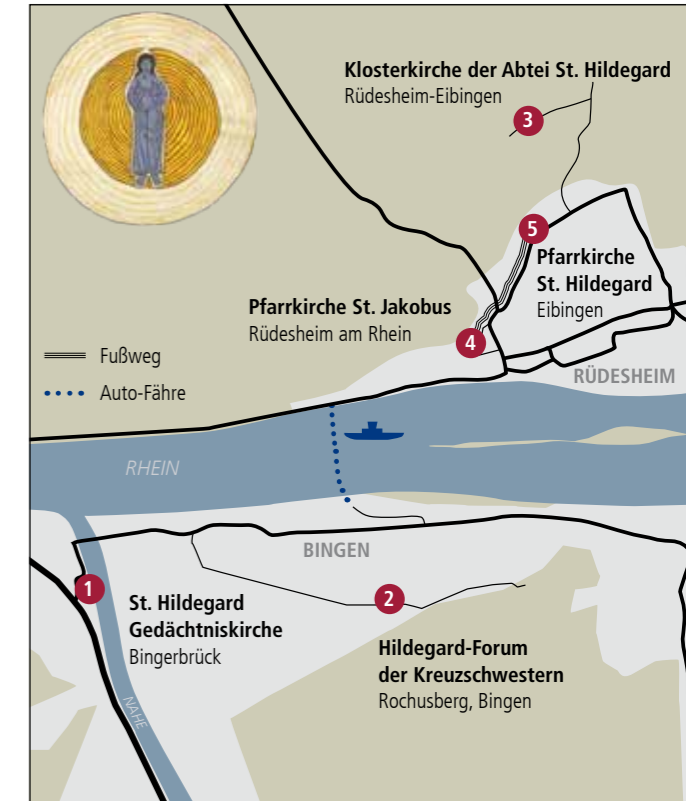 Klosterkirche der Abtei St. Hildegard
Rüdesheim-Eibingen
3
5
Pfarrkirche
St. Hildegard
Eibingen
Pfarrkirche St. Jakobus
Rüdesheim am Rhein
4
Fußweg
Auto-Fähre
RÜDESHEIM
RHEIN
BINGEN
1
St. Hildegard
Gedächtniskirche
Bingerbrück
2
Hildegard-Forum
der Kreuzschwestern
Rochusberg, Bingen
NAHE